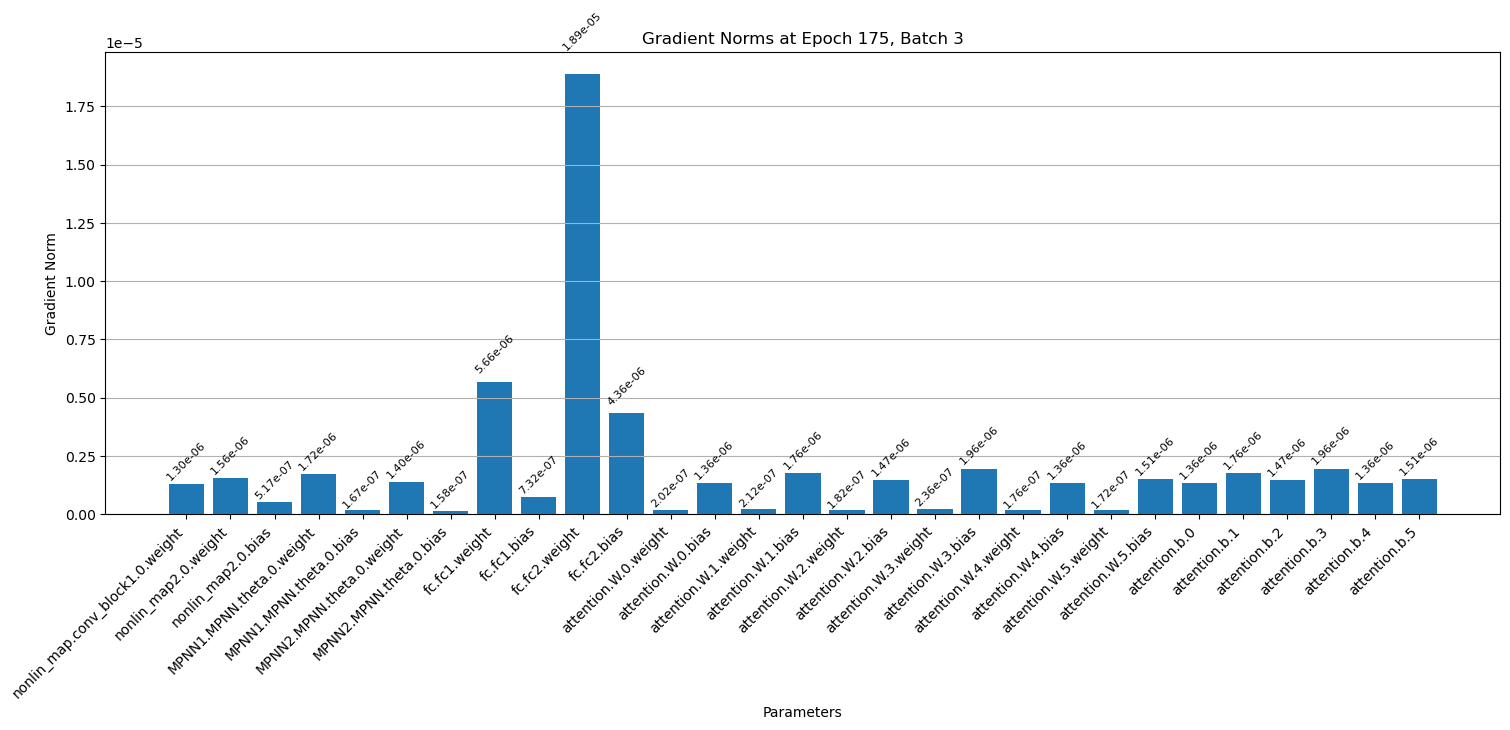 Gradient Norms at Epoch 175, Batch 3
1e−5
Gradient Norm
1.75
1.50
1.25
1.00
0.75
0.50
0.25
0.00
1.30e-06
1.56e-06
5.17e-07
1.72e-06
1.67e-07
1.40e-06
1.58e-07
5.66e-06
7.32e-07
1.89e-05
4.36e-06
2.02e-07
1.36e-06
2.12e-07
1.76e-06
1.82e-07
1.47e-06
2.36e-07
1.96e-06
1.76e-07
1.36e-06
1.72e-07
1.51e-06
1.36e-06
1.76e-06
1.47e-06
1.96e-06
1.36e-06
1.51e-06
nonlin_map.conv_block1.0.weight
nonlin_map2.0.weight
nonlin_map2.0.bias
MPNN1.MPNN.theta.0.weight
MPNN1.MPNN.theta.0.bias
MPNN2.MPNN.theta.0.weight
MPNN2.MPNN.theta.0.bias
fc.fc1.weight
fc.fc1.bias
fc.fc2.weight
fc.fc2.bias
attention.W.0.weight
attention.W.0.bias
attention.W.1.weight
attention.W.1.bias
attention.W.2.weight
attention.W.2.bias
attention.W.3.weight
attention.W.3.bias
attention.W.4.weight
attention.W.4.bias
attention.W.5.weight
attention.W.5.bias
attention.b.0
attention.b.1
attention.b.2
attention.b.3
attention.b.4
attention.b.5
Parameters